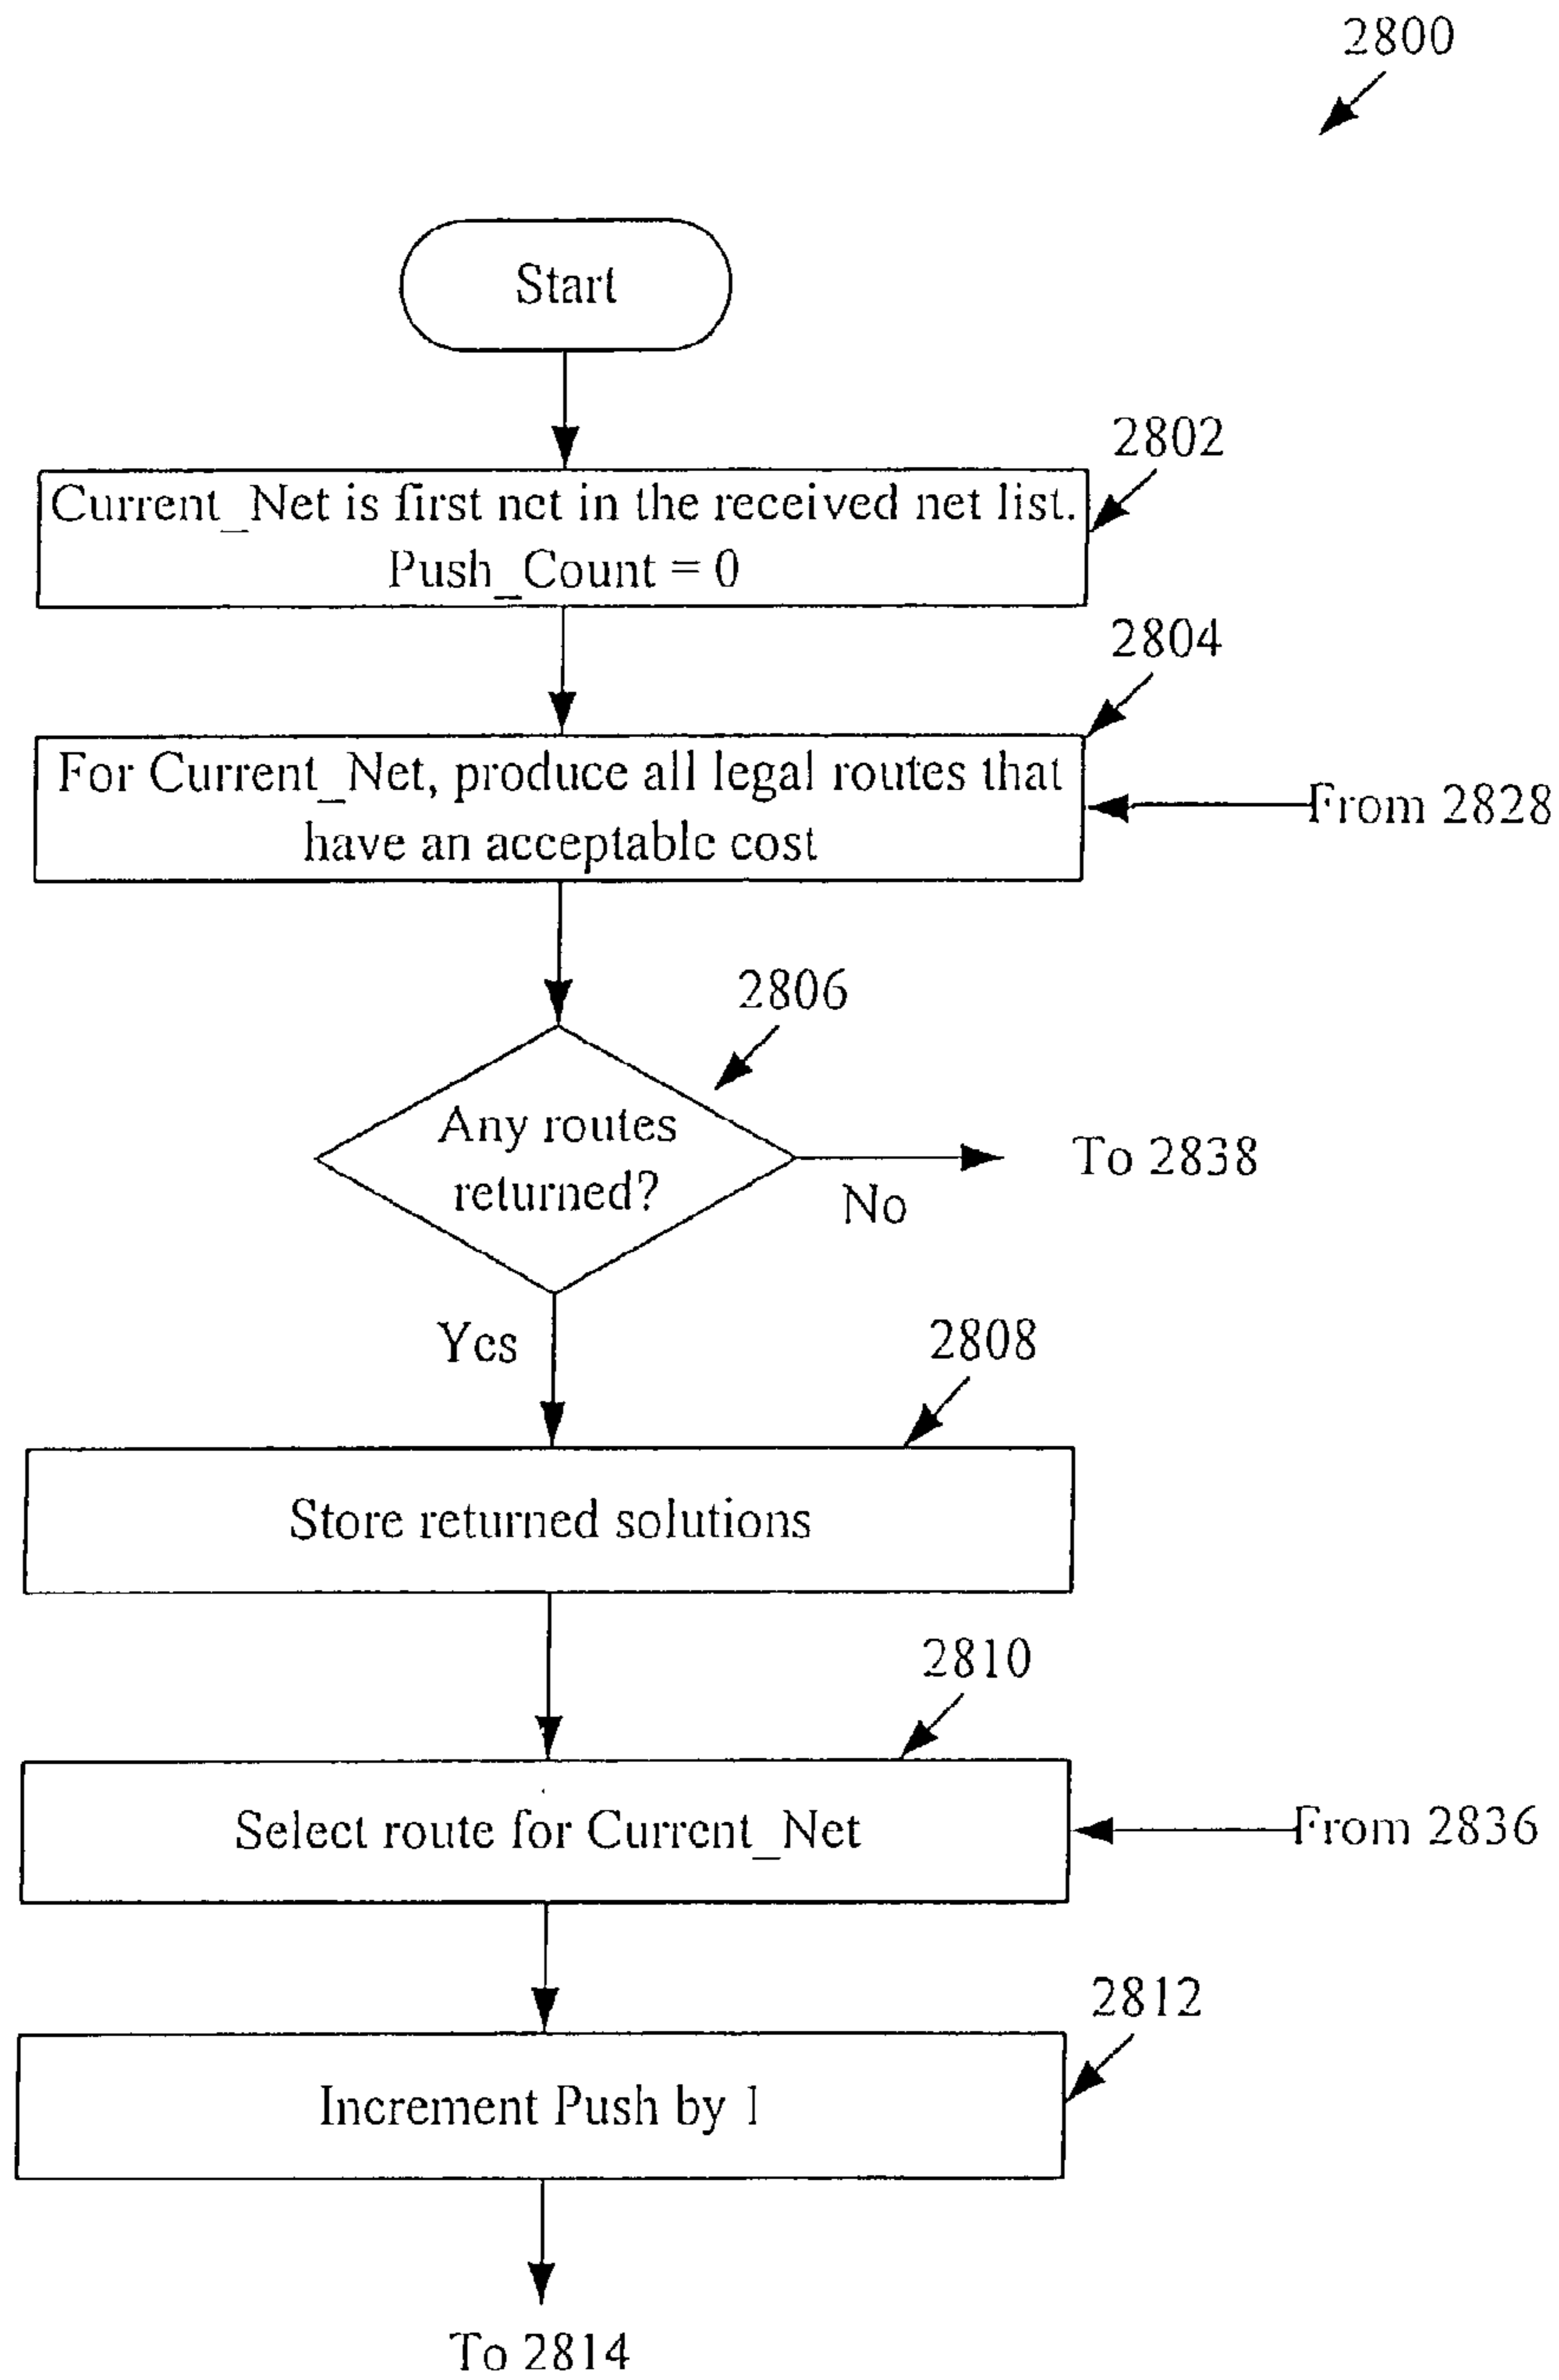 2800
Start
2802
Current_Net is first net in the received net list.
Push_Count = 0
2804
For Current_Net, produce all legal routes that
have an acceptable cost
From 2828
2806
Any routes
returned?
To 2838
No
Yes
2808
Store returned solutions
2810
Select route for Current_Net
From 2836
2812
Increment Push by 1
To 2814